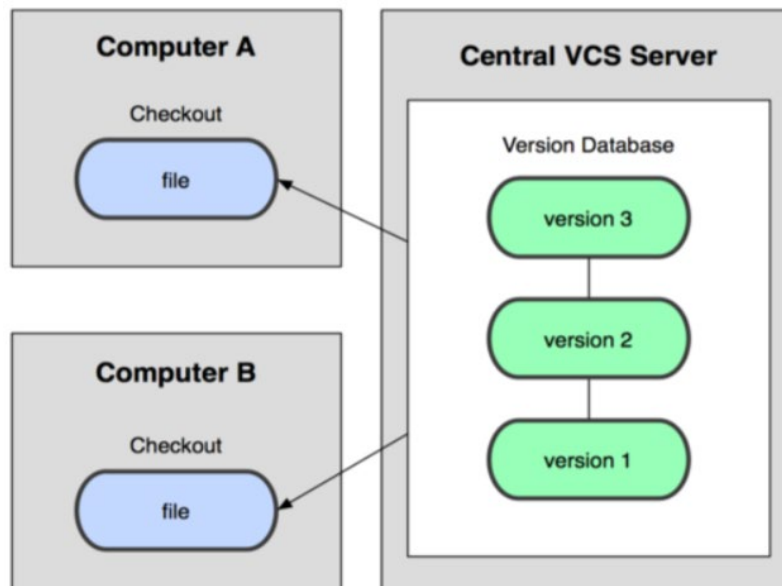 Computer A
Checkout
file
Computer B
Checkout
file
Central VCS Server
Version Database
version 3
version 2
version 1